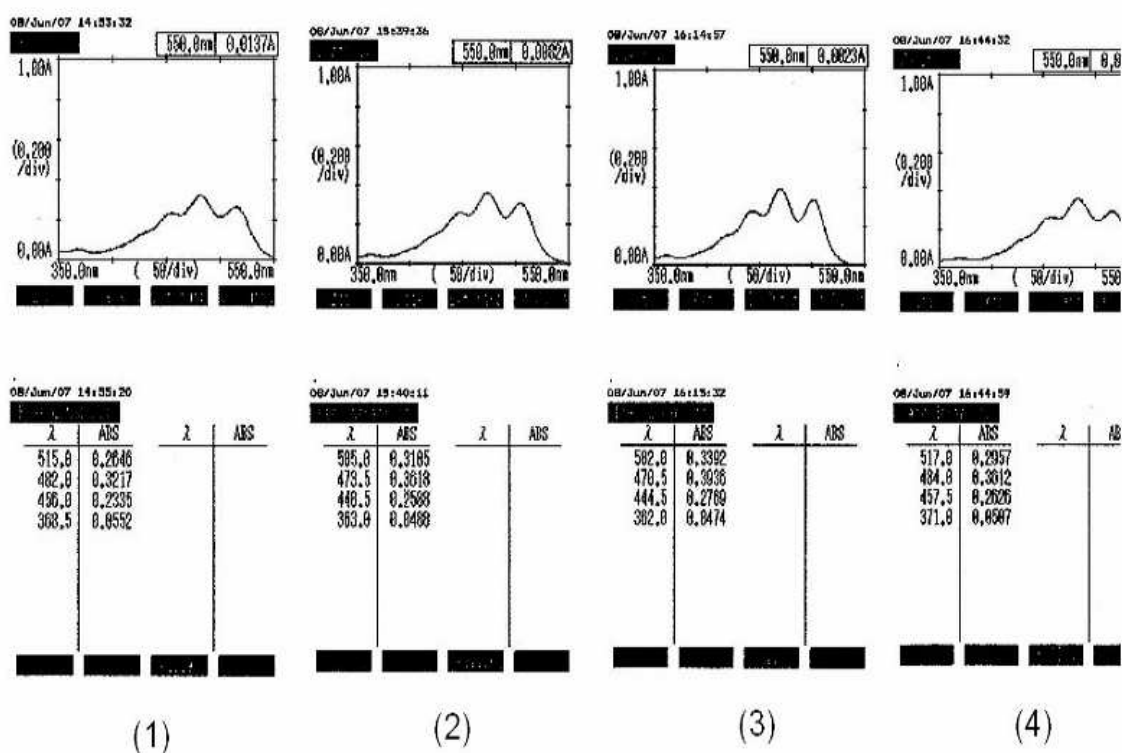 08/Jun/07 14:53:32
550.0nm 0.0137A
1.00A
(0.200
/div)
0.00A
350.0nm ( 50/div) 550.0nm
08/Jun/07 15:39:36
550.0nm
1.00A
(0.200
/div)
0.00A
350.0nm ( 50/div) 550.0nm
08/Jun/07 16:14:57
550.0nm 0.0023A
1.00A
(0.200
/div)
0.00A
350.0nm ( 50/div) 550.0nm
08/Jun/07 16:44:32
550.0nm 0.0
1.00A
(0.200
/div)
0.00A
350.0nm ( 50/div) 550
08/Jun/07 14:55:20
λ ABS λ ABS
515.0 0.2646
482.0 0.3217
456.0 0.2335
368.5 0.0552
08/Jun/07 15:40:11
λ ABS λ ABS
505.0 0.3105
473.5 0.3618
448.5 0.2588
363.0 0.0488
08/Jun/07 16:15:32
λ ABS λ ABS
502.0 0.3392
470.5 0.3936
444.5 0.2769
362.0 0.0474
08/Jun/07 16:44:59
λ ABS λ ABS
517.0 0.2957
484.0 0.3612
457.5 0.2626
371.0 0.0507
(1) (2) (3) (4)